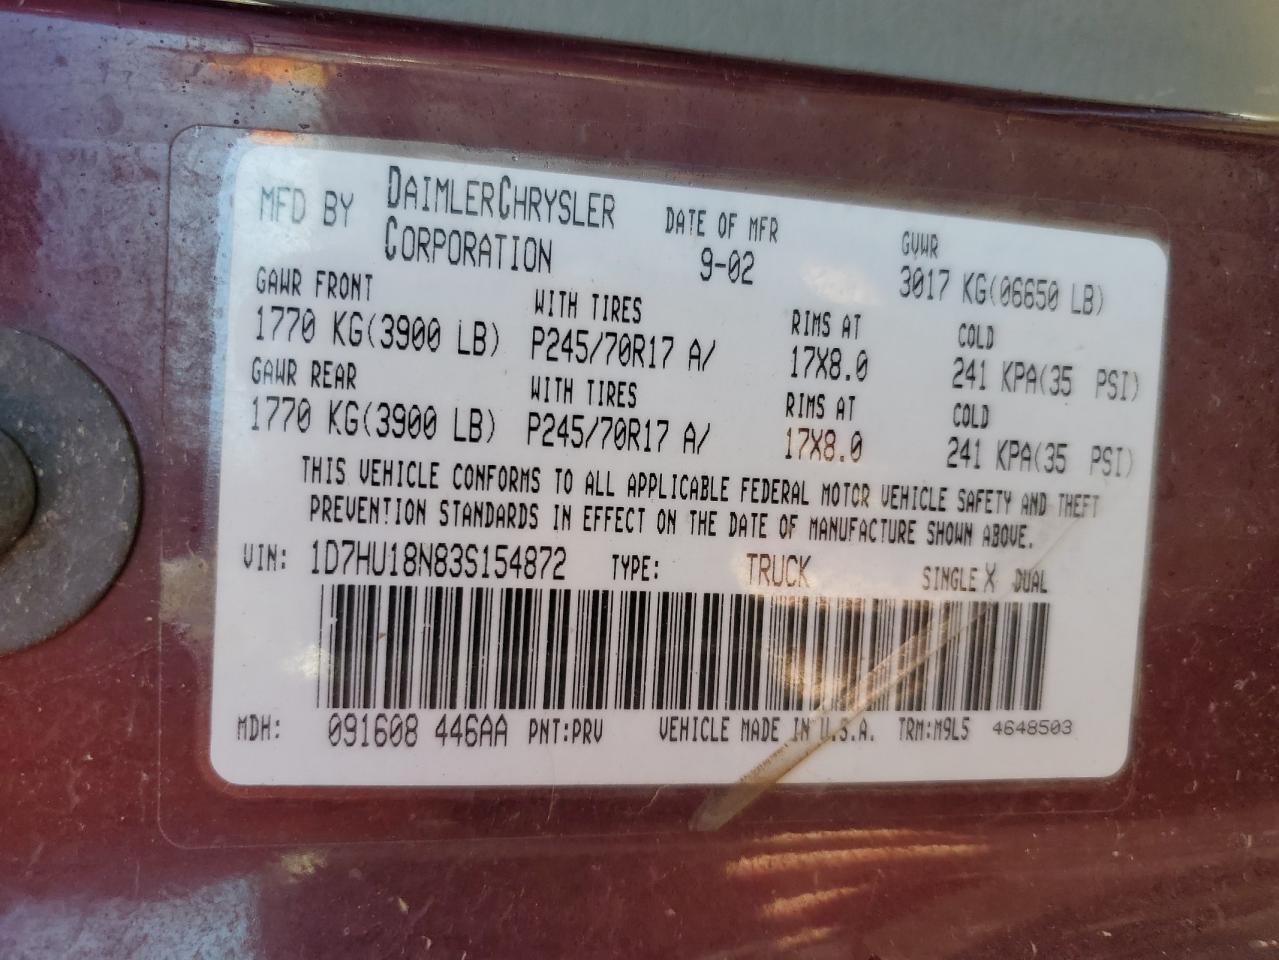 MFD BY DAIMLERCHRYSLER CORPORATION
DATE OF MFR 9-02
GVWR 3017 KG(06650 LB)
GAWR FRONT WITH TIRES RIMS AT COLD
1770 KG(3900 LB) P245/70R17 A/ 17X8.0 241 KPA(35 PSI)
GAWR REAR WITH TIRES RIMS AT COLD
1770 KG(3900 LB) P245/70R17 A/ 17X8.0 241 KPA(35 PSI)
THIS VEHICLE CONFORMS TO ALL APPLICABLE FEDERAL MOTOR VEHICLE SAFETY AND THEFT
PREVENTION STANDARDS IN EFFECT ON THE DATE OF MANUFACTURE SHOWN ABOVE.
VIN: 1D7HU18N83S154872 TYPE: TRUCK SINGLE X DUAL
MDH: 091608 446AA PNT:PRV VEHICLE MADE IN U.S.A. TRM:M9L5 4648503